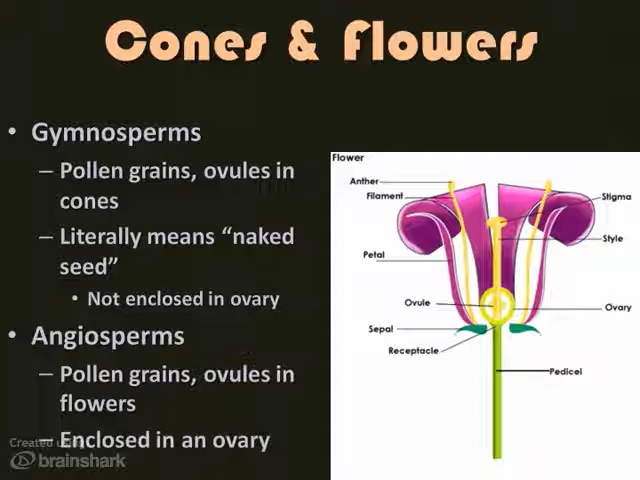 Cones & Flowers
• Gymnosperms
– Pollen grains, ovules in
cones
– Literally means “naked
seed”
• Not enclosed in ovary
• Angiosperms
– Pollen grains, ovules in
flowers
– Enclosed in an ovary
Flower
Anther
Filament
Stigma
Style
Petal
Ovule
Ovary
Sepal
Receptacle
Pedicel
Created using
brainshark